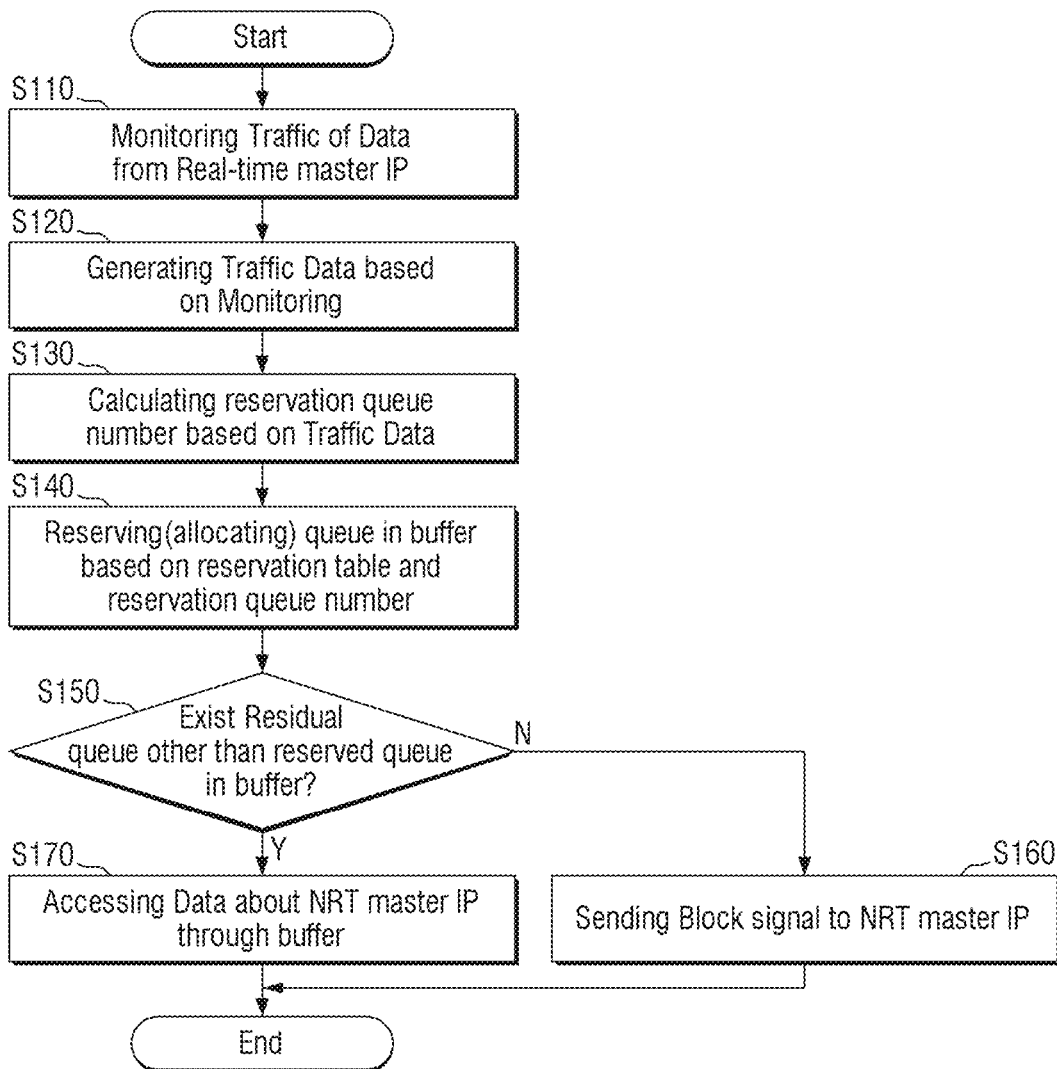 Start
S110
Monitoring Traffic of Data
from Real-time master IP
S120
Generating Traffic Data based
on Monitoring
S130
Calculating reservation queue
number based on Traffic Data
S140
Reserving(allocating) queue in buffer
based on reservation table and
reservation queue number
S150
Exist Residual
queue other than reserved queue
in buffer?
N
Y
S170
Accessing Data about NRT master IP
through buffer
S160
Sending Block signal to NRT master IP
End